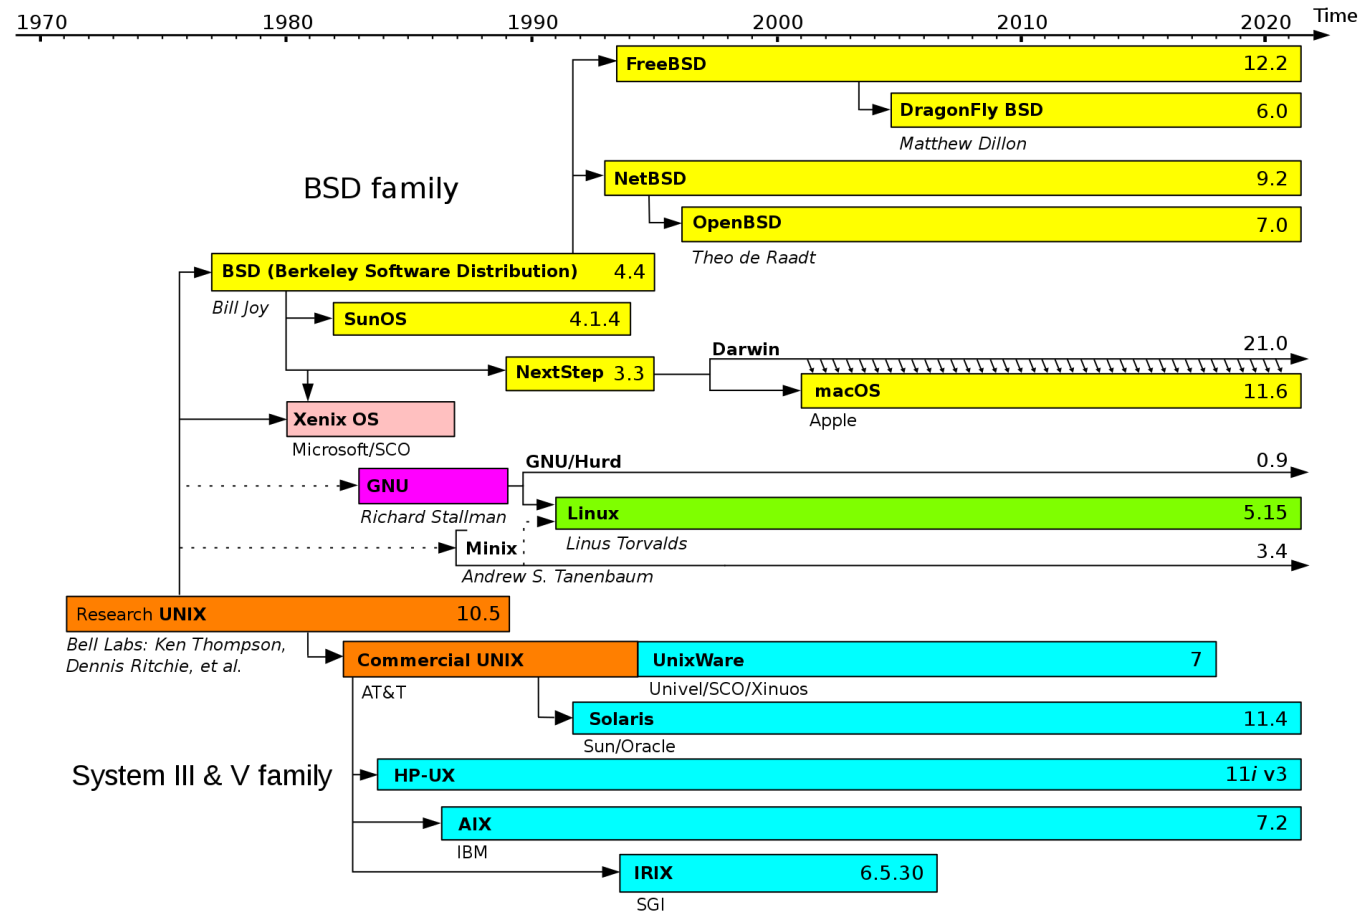 1970 1980 1990 2000 2010 2020 Time
FreeBSD 12.2
DragonFly BSD 6.0
Matthew Dillon
BSD family
NetBSD 9.2
OpenBSD 7.0
Theo de Raadt
BSD (Berkeley Software Distribution) 4.4
Bill Joy
SunOS 4.1.4
Darwin 21.0
NextStep 3.3
macOS 11.6
Apple
Xenix OS
Microsoft/SCO
GNU/Hurd 0.9
GNU
Richard Stallman
Linux 5.15
Linus Torvalds
Minix 3.4
Andrew S. Tanenbaum
Research UNIX 10.5
Bell Labs: Ken Thompson,
Dennis Ritchie, et al.
Commercial UNIX
AT&T
UnixWare 7
Univel/SCO/Xinuos
Solaris 11.4
Sun/Oracle
System III & V family
HP-UX 11i v3
AIX 7.2
IBM
IRIX 6.5.30
SGI